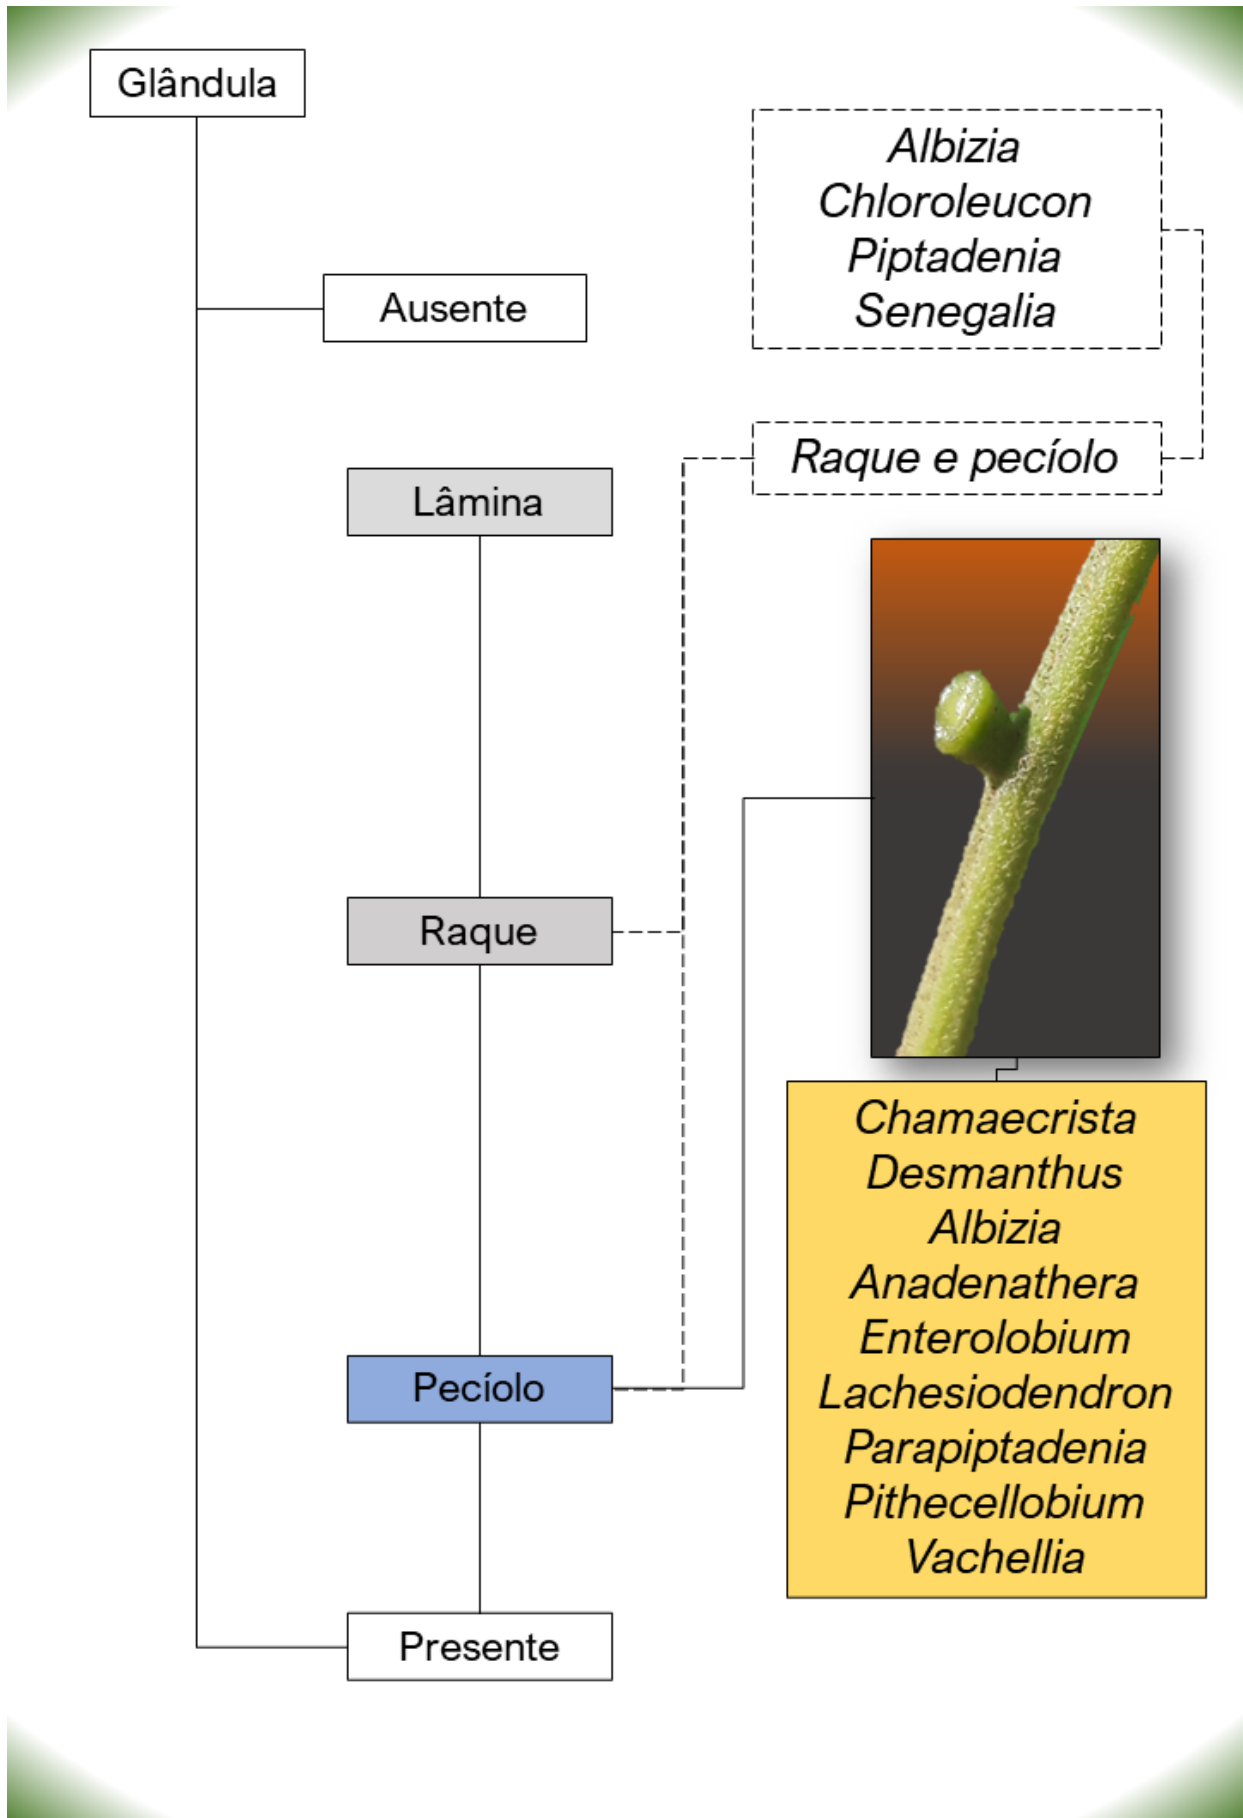 Glândula
Ausente
Albizia
Chloroleucon
Piptadenia
Senegalia
Raque e pecíolo
Lâmina
Raque
Pecíolo
Chamaecrista
Desmanthus
Albizia
Anadenathera
Enterolobium
Lachesiodendron
Parapiptadenia
Pithecellobium
Vachellia
Presente